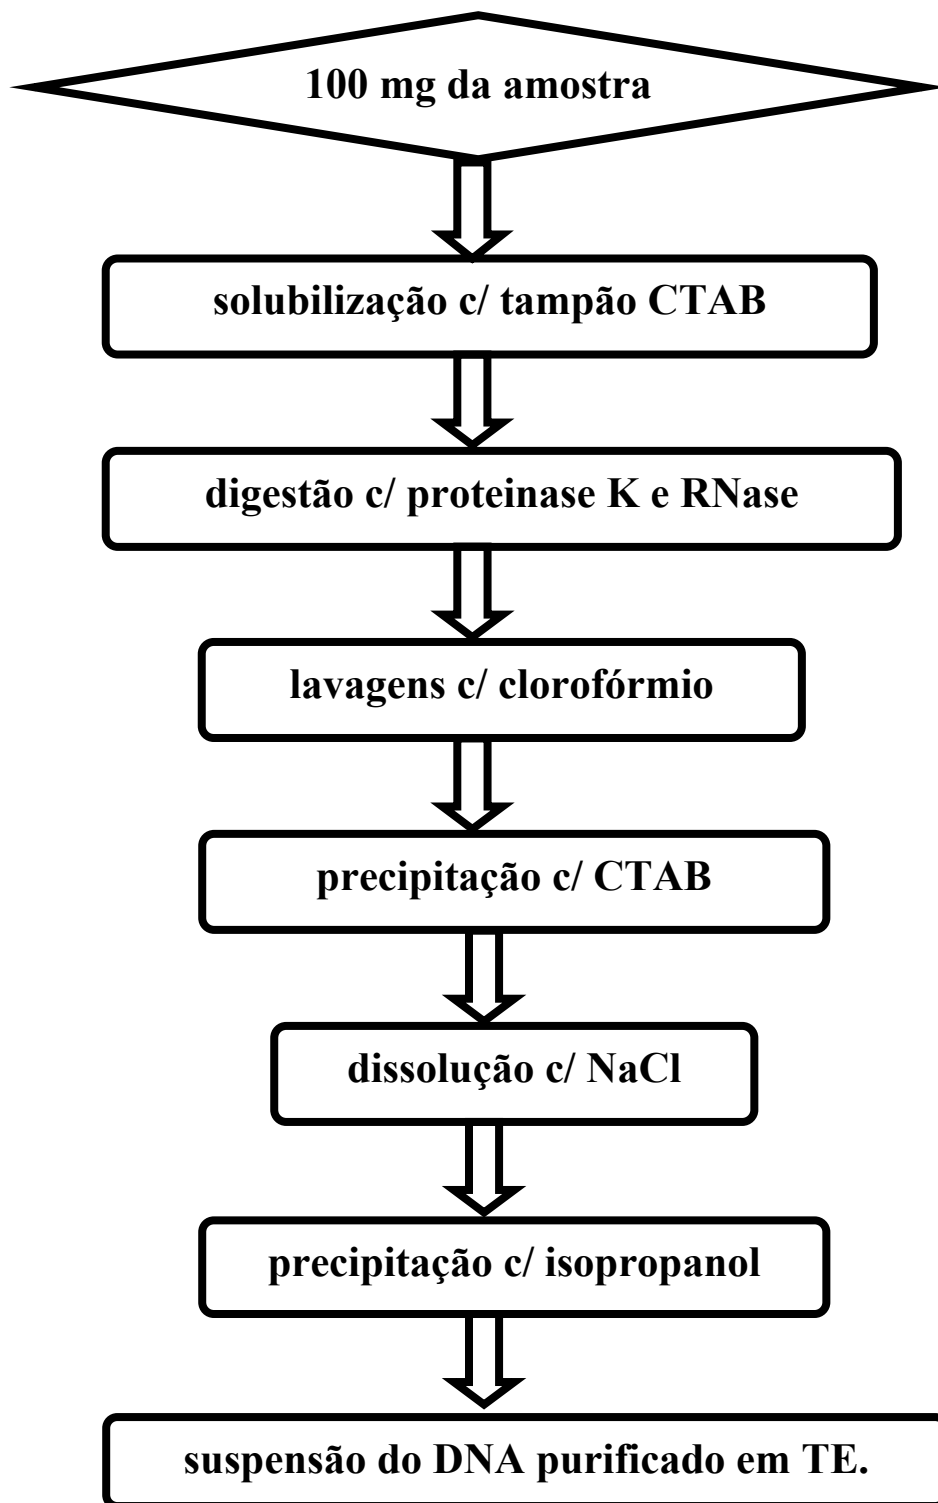 100 mg da amostra
solubilização c/ tampão CTAB
digestão c/ proteinase K e RNase
lavagens c/ clorofórmio
precipitação c/ CTAB
dissolução c/ NaCl
precipitação c/ isopropanol
suspensão do DNA purificado em TE.